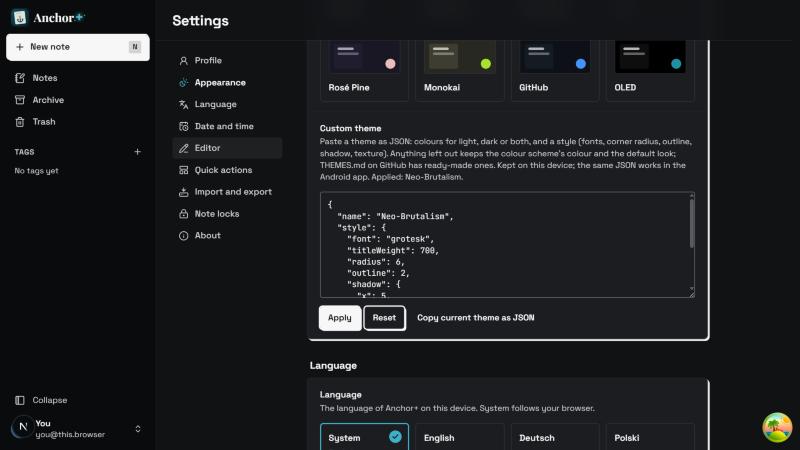 Anchor+
New note
N
Notes
Archive
Trash
TAGS
No tags yet
Collapse
N
You
you@this.browser
Settings
Profile
Appearance
Language
Date and time
Editor
Quick actions
Import and export
Note locks
About
Rosé Pine
Monokai
GitHub
OLED
Custom theme
Paste a theme as JSON: colours for light, dark or both, and a style (fonts, corner radius, outline,
shadow, texture). Anything left out keeps the colour scheme's colour and the default look;
THEMES.md on GitHub has ready-made ones. Kept on this device; the same JSON works in the
Android app. Applied: Neo-Brutalism.
{
"name": "Neo-Brutalism",
"style": {
"font": "grotesk",
"titleWeight": 700,
"radius": 6,
"outline": 2,
"shadow": {
"x": 5,
Apply
Reset
Copy current theme as JSON
Language
Language
The language of Anchor+ on this device. System follows your browser.
System
English
Deutsch
Polski